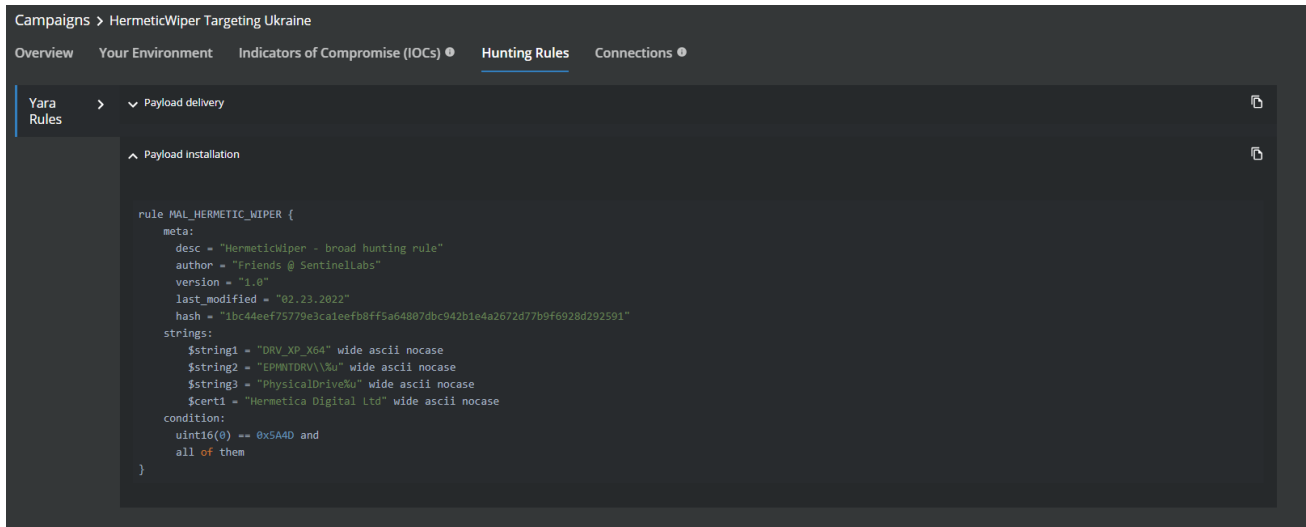 Campaigns > HermeticWiper Targeting Ukraine
Overview Your Environment Indicators of Compromise (IOCs) Hunting Rules Connections
Yara Rules
Payload delivery
Payload installation
rule MAL_HERMETIC_WIPER {
meta:
desc = "HermeticWiper - broad hunting rule"
author = "Friends @ SentinelLabs"
version = "1.0"
last_modified = "02.23.2022"
hash = "1bc44eef75779e3ca1eefb8ff5a64807dbc942b1e4a2672d77b9f6928d292591"
strings:
$string1 = "DRV_XP_X64" wide ascii nocase
$string2 = "EPMNTDRV\\%u" wide ascii nocase
$string3 = "PhysicalDrive%u" wide ascii nocase
$cert1 = "Hermetica Digital Ltd" wide ascii nocase
condition:
uint16(0) == 0x5A4D and
all of them
}